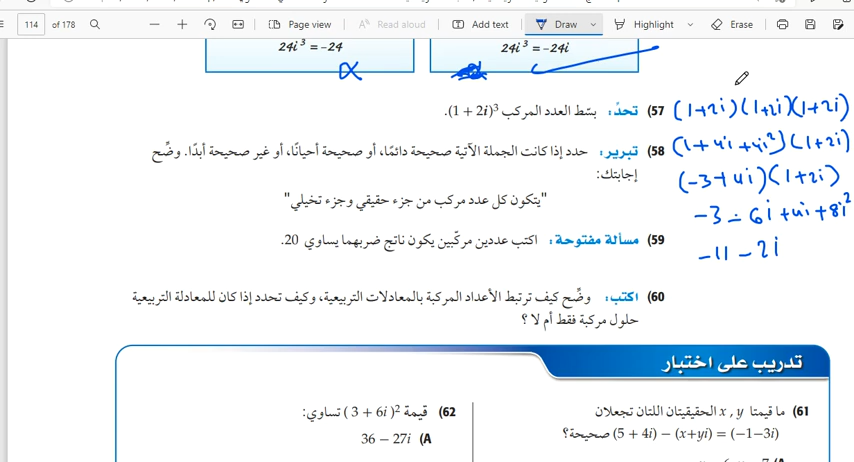 114 of 178
Page view
Read aloud
Add text
Draw
Highlight
Erase
24i³ = –24i
24i³ = –24
57) تحدٍّ: بسّط العدد المركب (1 + 2i)³.
58) تبرير: حدد إذا كانت الجملة الآتية صحيحة دائمًا، أو صحيحة أحيانًا، أو غير صحيحة أبدًا. وضّح
إجابتك:
"يتكون كل عدد مركب من جزء حقيقي وجزء تخيلي"
59) مسألة مفتوحة: اكتب عددين مركّبين يكون ناتج ضربهما يساوي 20.
60) اكتب: وضّح كيف ترتبط الأعداد المركبة بالمعادلات التربيعية، وكيف تحدد إذا كان للمعادلة التربيعية
حلول مركبة فقط أم لا؟
(1+2i)(1+2i)(1+2i)
(1+4i+4i²)(1+2i)
(-3+4i)(1+2i)
-3-6i+4i+8i²
-11-2i
تدريب على اختبار
61) ما قيمتا x , y الحقيقيتان اللتان تجعلان
(5 + 4i) – (x+yi) = (–1–3i) صحيحة؟
62) قيمة (3 + 6i)² تساوي:
A) 36 – 27i